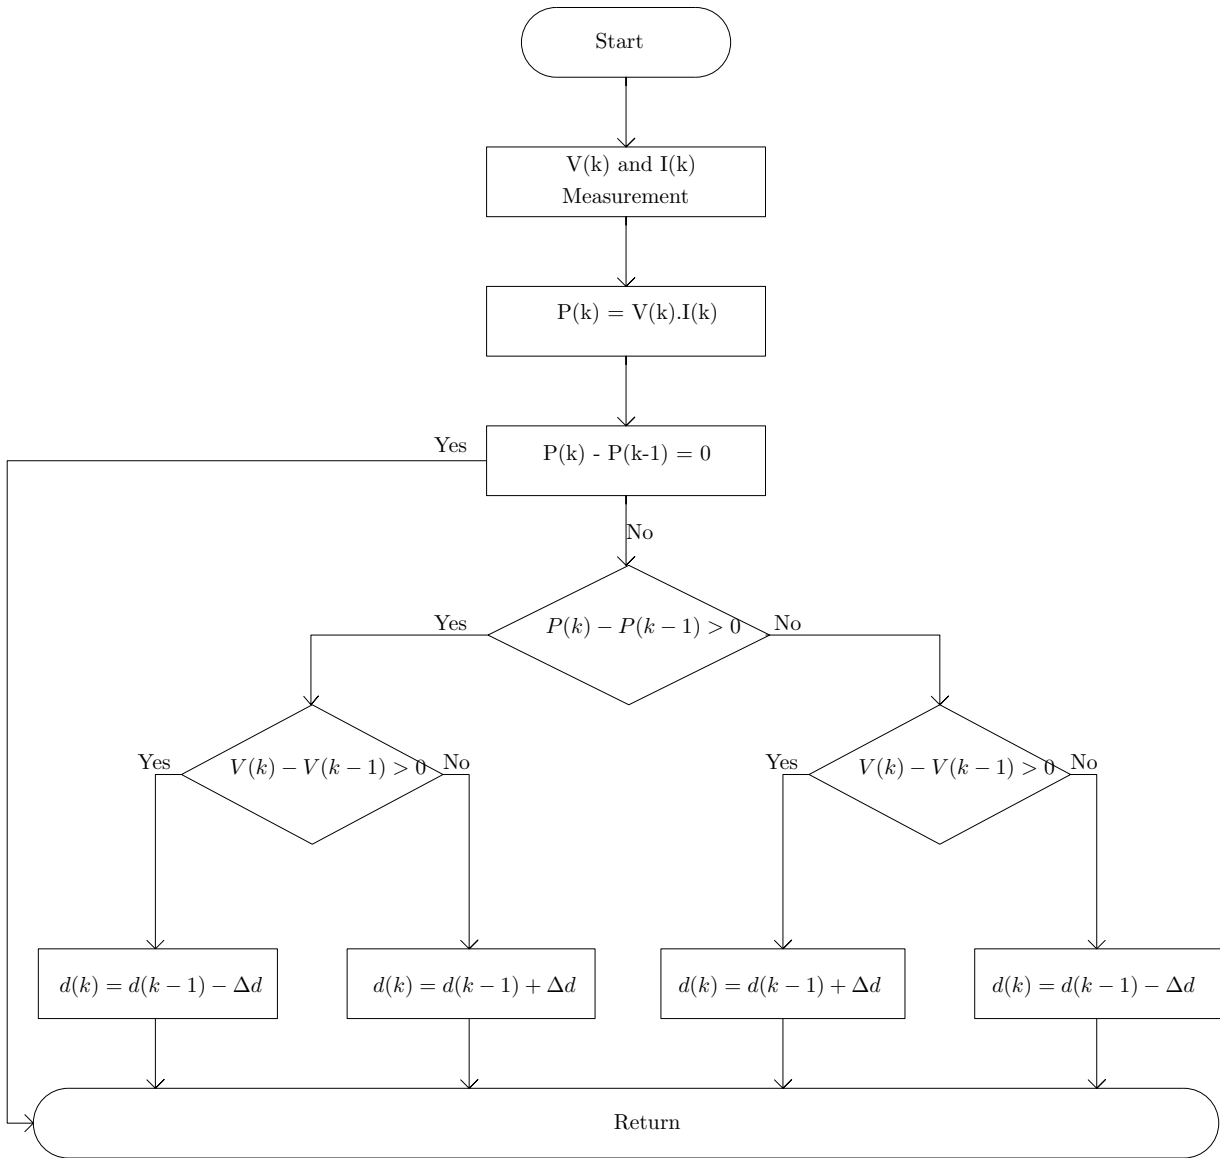 Start
V(k) and I(k)
Measurement
P(k) = V(k).I(k)
Yes
P(k) - P(k-1) = 0
No
Yes
P(k) − P(k − 1) > 0
No
Yes
V(k) − V(k − 1) > 0
No
Yes
V(k) − V(k − 1) > 0
No
d(k) = d(k − 1) − Δd
d(k) = d(k − 1) + Δd
d(k) = d(k − 1) + Δd
d(k) = d(k − 1) − Δd
Return